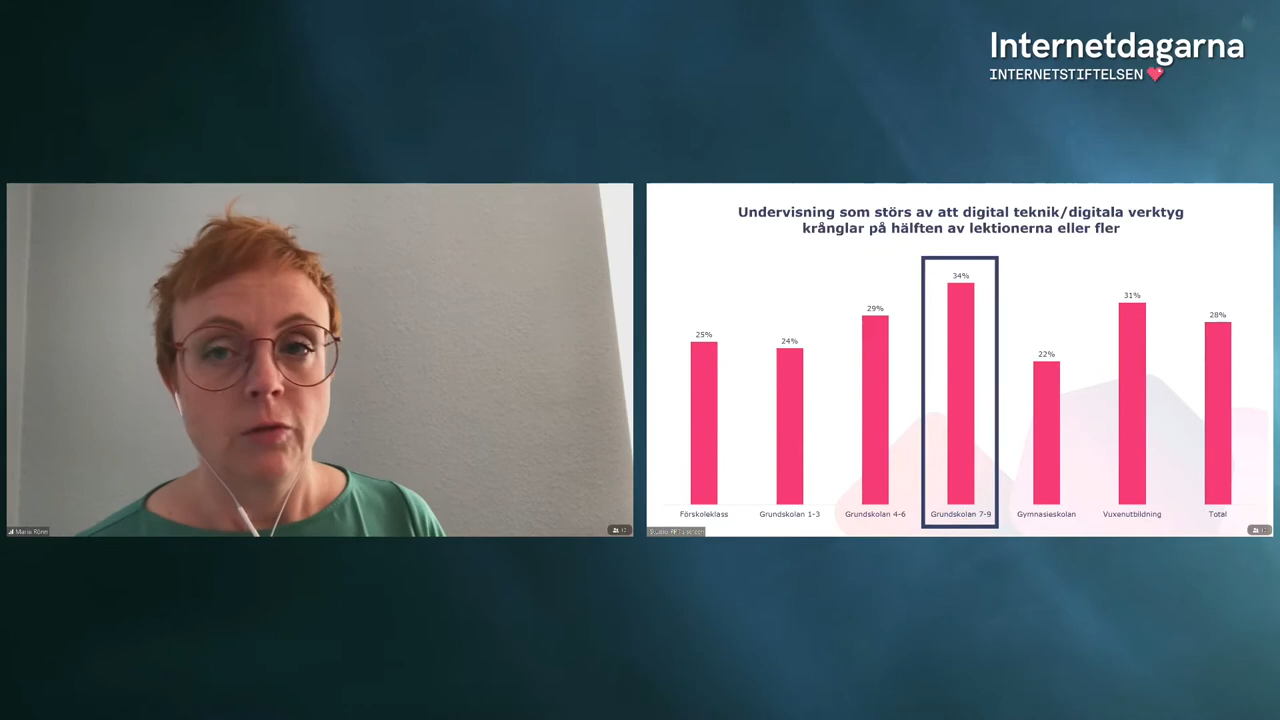 Internetdagarna
INTERNETSTIFTELSEN
Undervisning som störs av att digital teknik/digitala verktyg
krånglar på hälften av lektionerna eller fler
25%
24%
29%
34%
22%
31%
28%
Förskoleklass
Grundskolan 1-3
Grundskolan 4-6
Grundskolan 7-9
Gymnasieskolan
Vuxenutbildning
Total
Maria Rönn